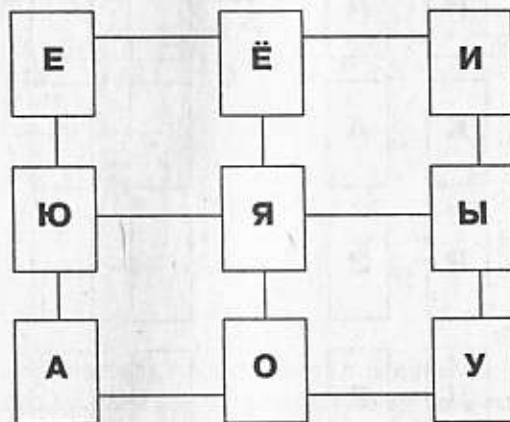 Е Ё И
Ю Я Ы
А О У